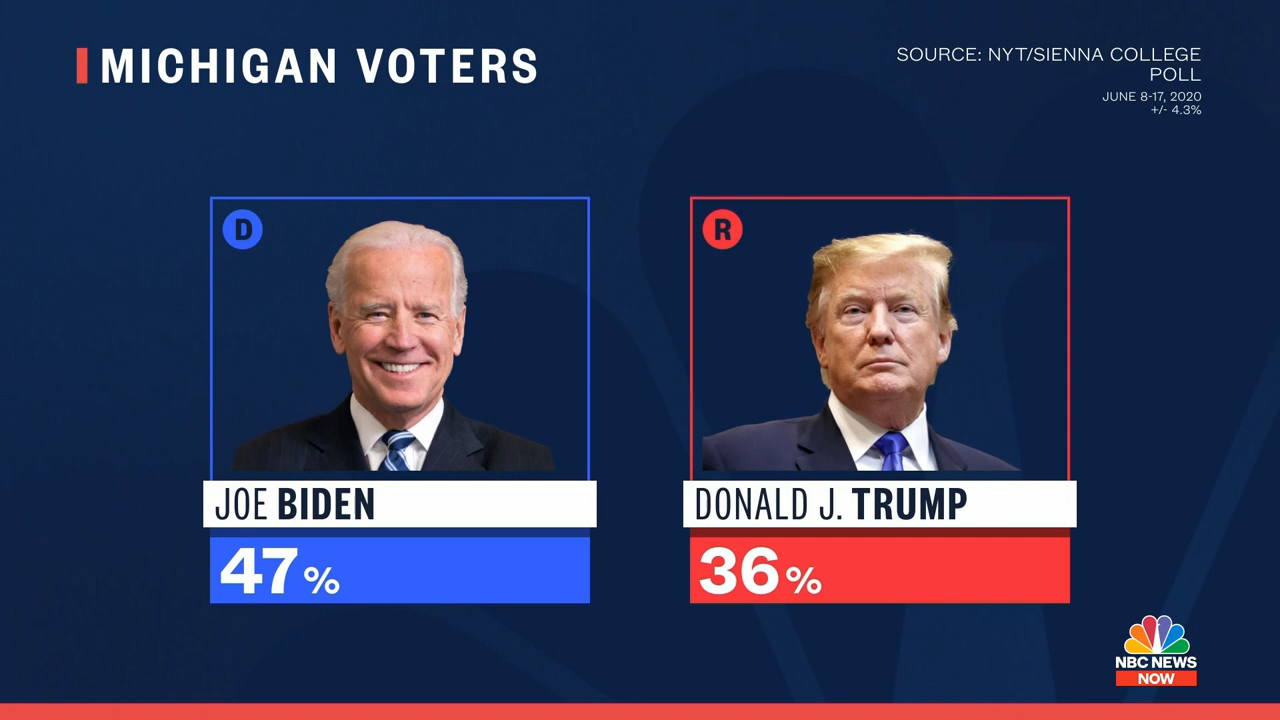 MICHIGAN VOTERS
SOURCE: NYT/SIENNA COLLEGE
POLL
JUNE 8-17, 2020
+/- 4.3%
D
JOE BIDEN
47%
R
DONALD J. TRUMP
36%
NBC NEWS
NOW